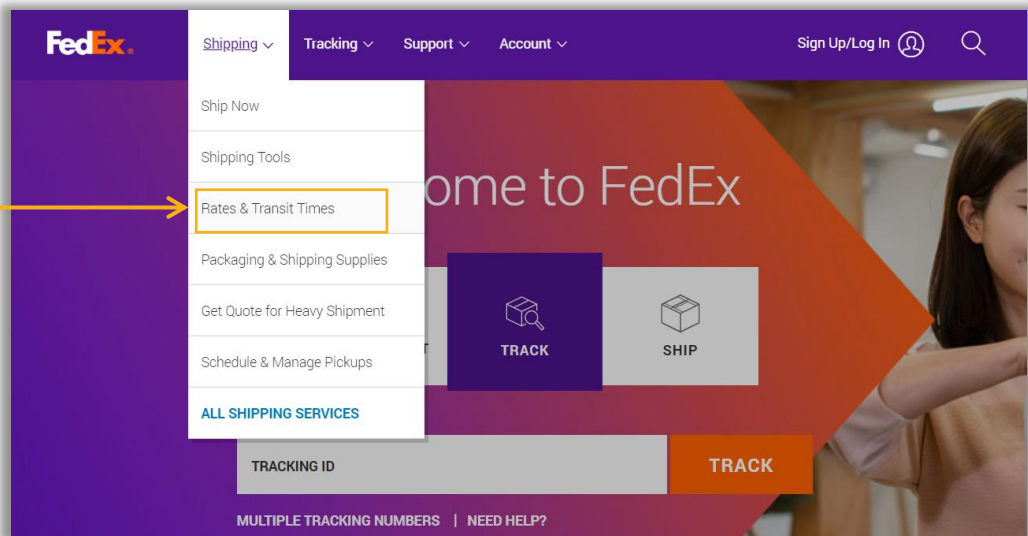 FedEx.
Shipping
Tracking
Support
Account
Sign Up/Log In
Ship Now
Shipping Tools
Rates & Transit Times
Packaging & Shipping Supplies
Get Quote for Heavy Shipment
Schedule & Manage Pickups
ALL SHIPPING SERVICES
ome to FedEx
T
TRACK
SHIP
TRACKING ID
TRACK
MULTIPLE TRACKING NUMBERS | NEED HELP?